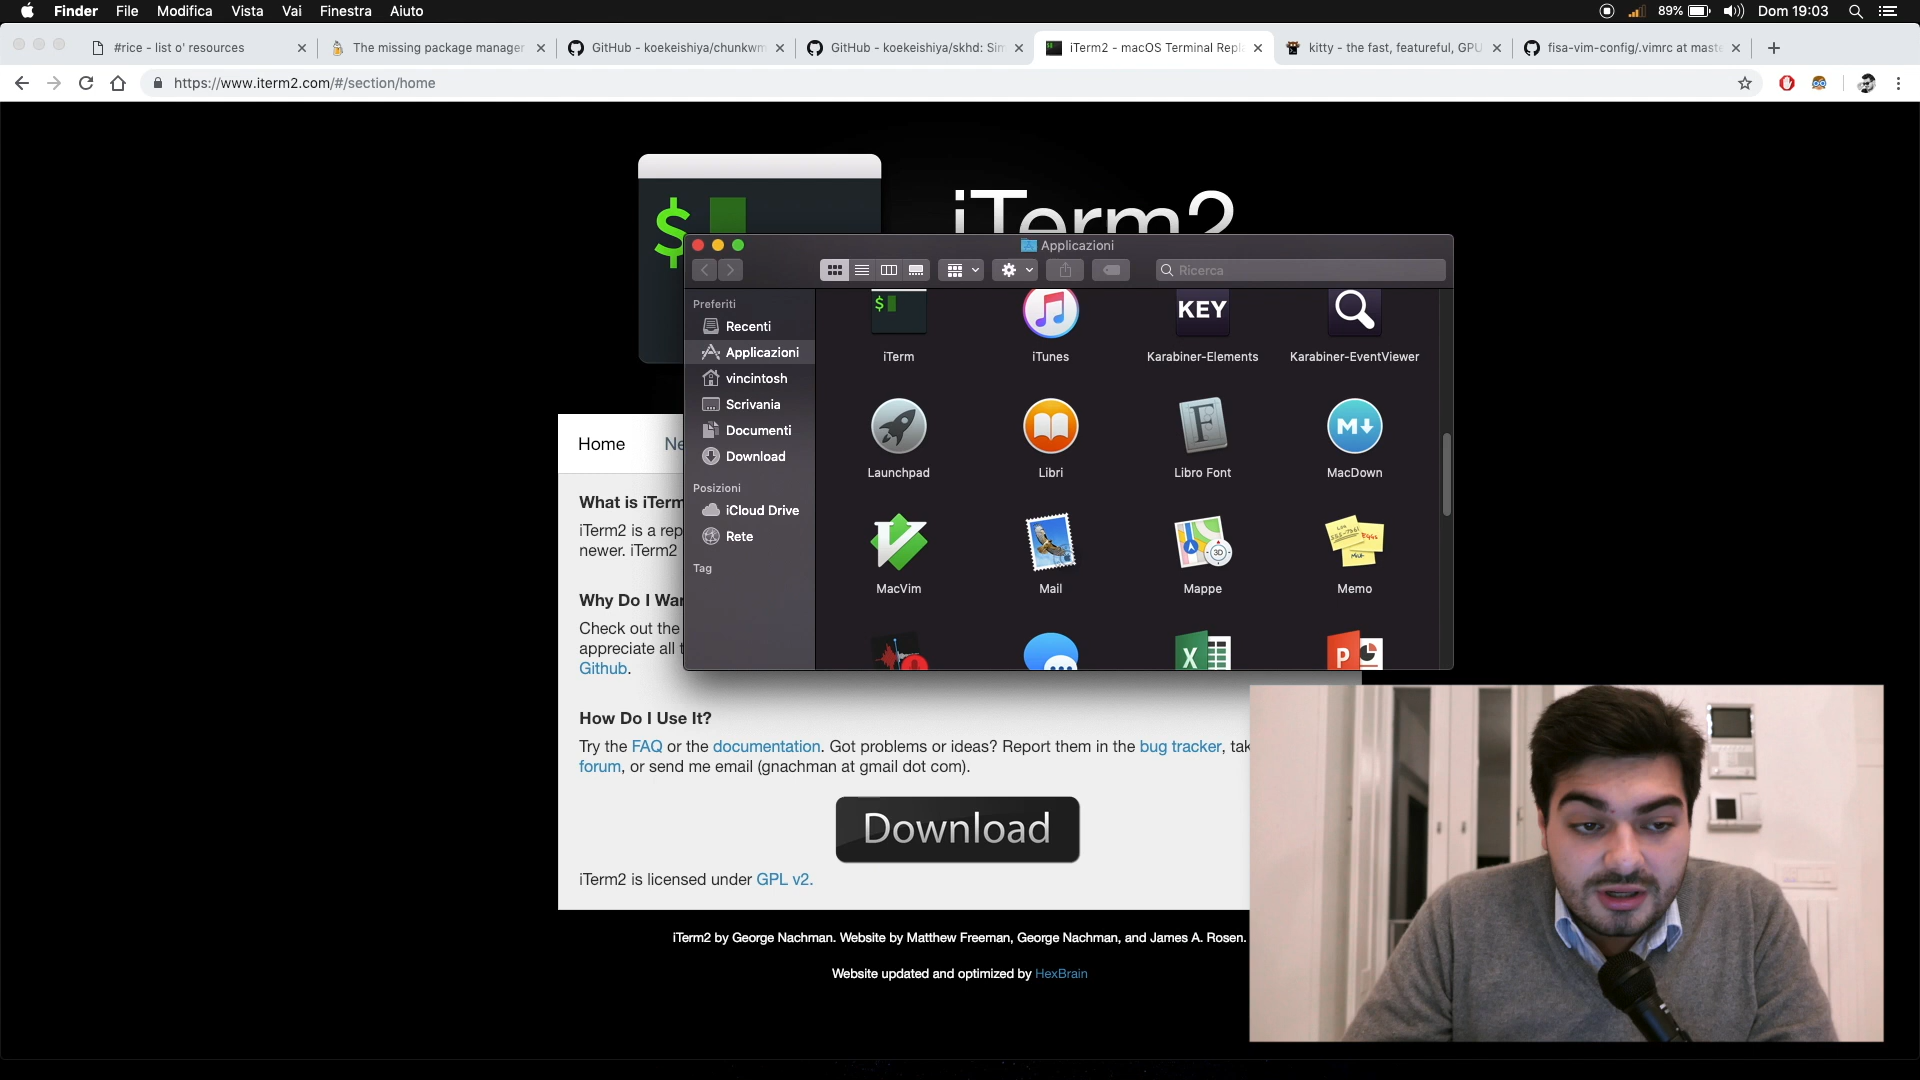 Finder File Modifica Vista Vai Finestra Aiuto 89% Dom 19:03
#rice - list o' resources
The missing package manager
GitHub - koekeishiya/chunkwm
GitHub - koekeishiya/skhd: Sim
iTerm2 - macOS Terminal Repla
kitty - the fast, featureful, GPU
fisa-vim-config/.vimrc at maste
https://www.iterm2.com/#/section/home
$
iTerm2
Applicazioni
Ricerca
Preferiti
Recenti
Applicazioni
vincintosh
Scrivania
Documenti
Download
Posizioni
iCloud Drive
Rete
Tag
$
KEY
iTerm iTunes Karabiner-Elements Karabiner-EventViewer
F
M
Launchpad Libri Libro Font MacDown
3D
EGGS
MacVim Mail Mappe Memo
X
P
Home Ne
What is iTerm
iTerm2 is a rep
newer. iTerm2
Why Do I Wan
Check out the
appreciate all t
Github.
How Do I Use It?
Try the FAQ or the documentation. Got problems or ideas? Report them in the bug tracker, tak
forum, or send me email (gnachman at gmail dot com).
Download
iTerm2 is licensed under GPL v2.
iTerm2 by George Nachman. Website by Matthew Freeman, George Nachman, and James A. Rosen.
Website updated and optimized by HexBrain